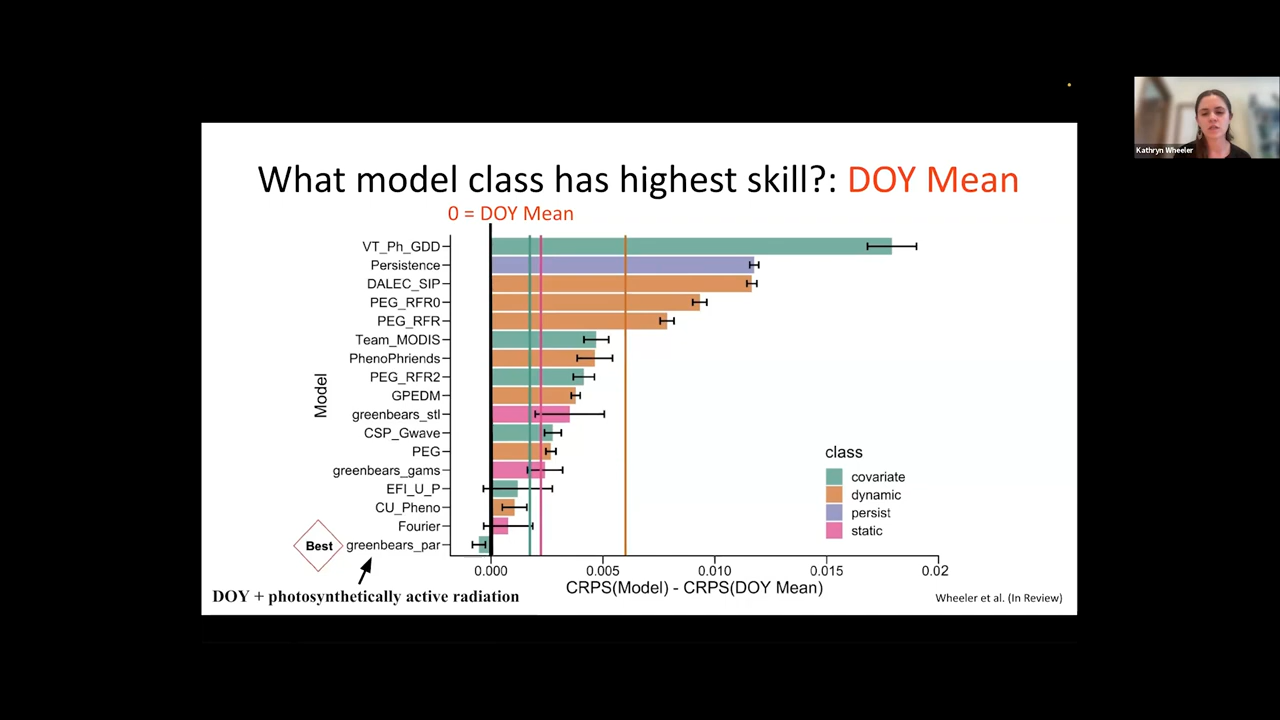 Kathryn Wheeler
What model class has highest skill?: DOY Mean
0 = DOY Mean
VT_Ph_GDD
Persistence
DALEC_SIP
PEG_RFR0
PEG_RFR
Team_MODIS
PhenoPhriends
PEG_RFR2
GPEDM
greenbears_stl
CSP_Gwave
PEG
greenbears_gams
EFI_U_P
CU_Pheno
Fourier
greenbears_par
Model
Best
class
covariate
dynamic
persist
static
0.000
0.005
0.010
0.015
0.02
CRPS(Model) - CRPS(DOY Mean)
DOY + photosynthetically active radiation
Wheeler et al. (In Review)